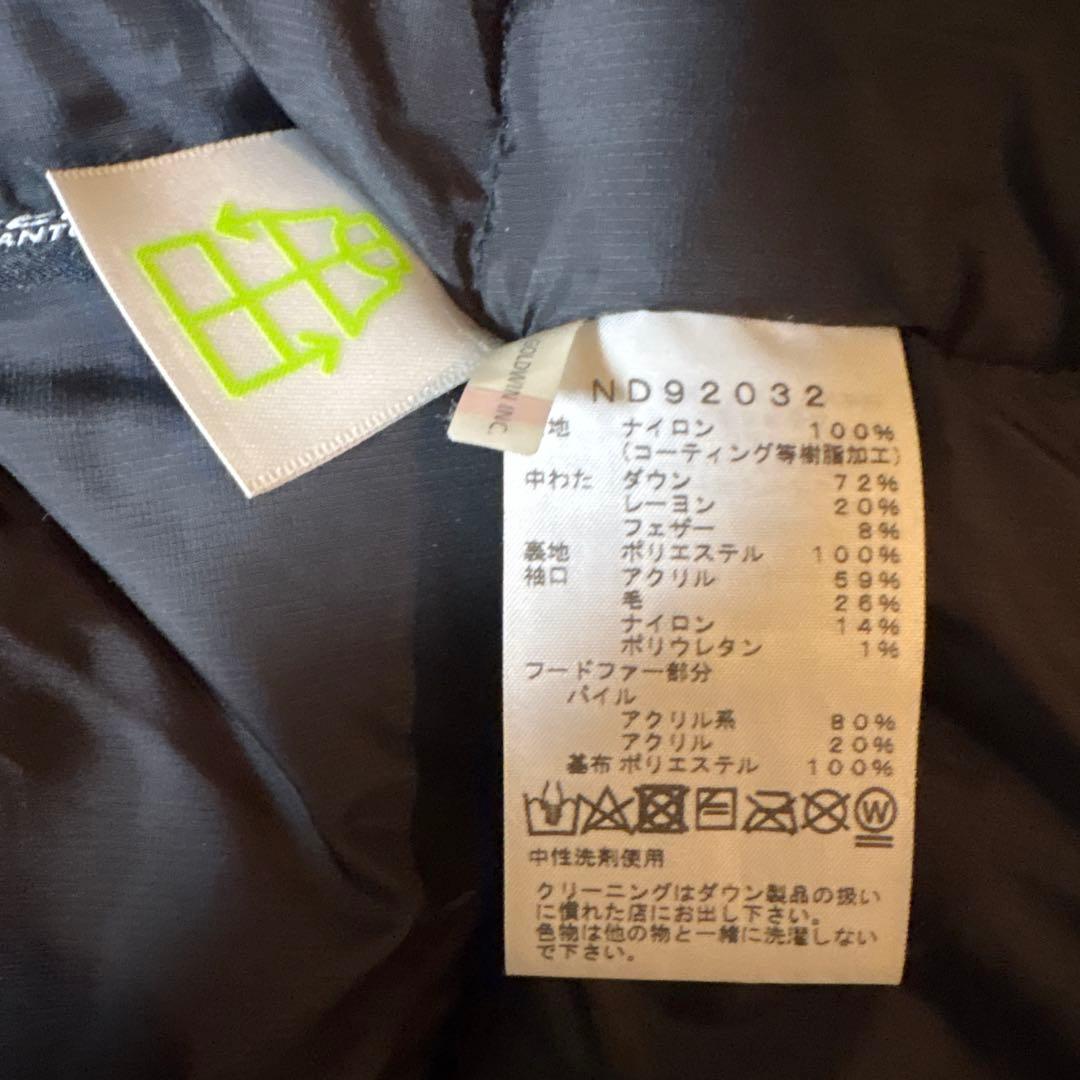 GOLDWIN INC.
ND92032
地 ナイロン 100%
(コーティング等樹脂加工)
中わた ダウン 72%
レーヨン 20%
フェザー 8%
裏地 ポリエステル 100%
袖口 アクリル 59%
毛 26%
ナイロン 14%
ポリウレタン 1%
フードファー部分
パイル
アクリル系 80%
アクリル 20%
基布 ポリエステル 100%
W
中性洗剤使用
クリーニングはダウン製品の扱い
に慣れた店にお出し下さい。
色物は他の物と一緒に洗濯しない
で下さい。